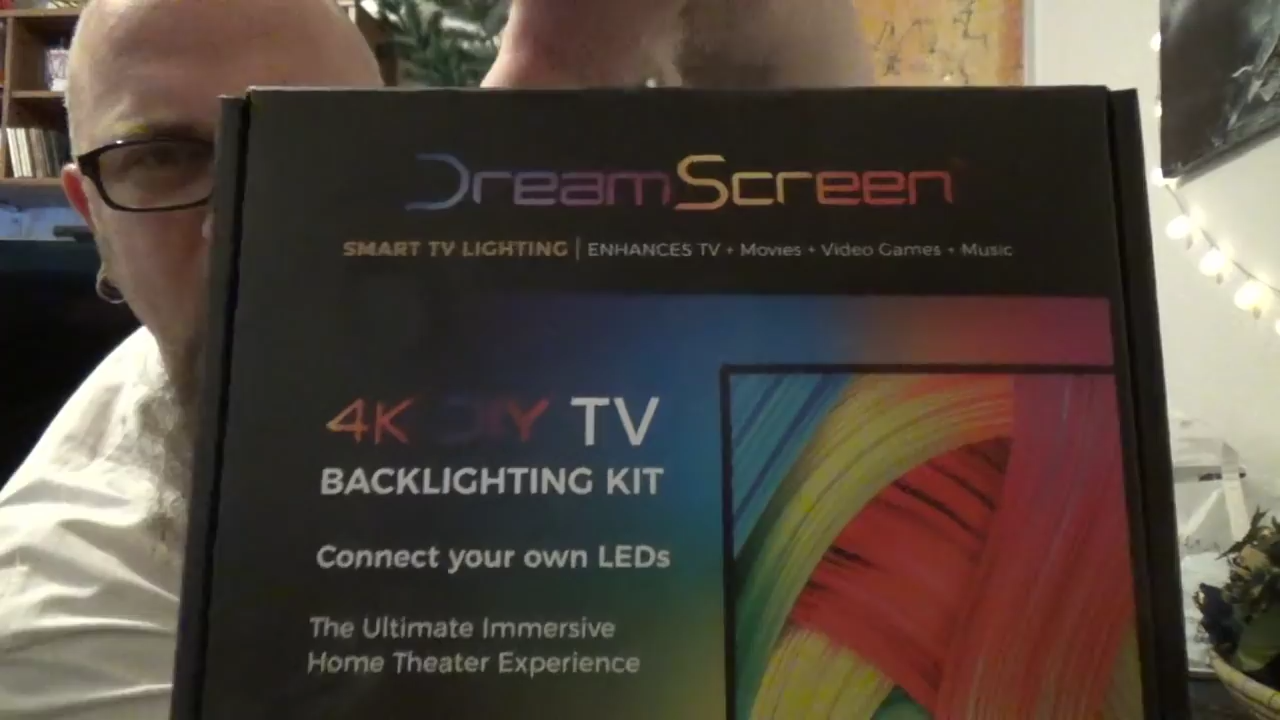 DreamScreen
SMART TV LIGHTING | ENHANCES TV + Movies + Video Games + Music
4K DIY TV
BACKLIGHTING KIT
Connect your own LEDs
The Ultimate Immersive
Home Theater Experience